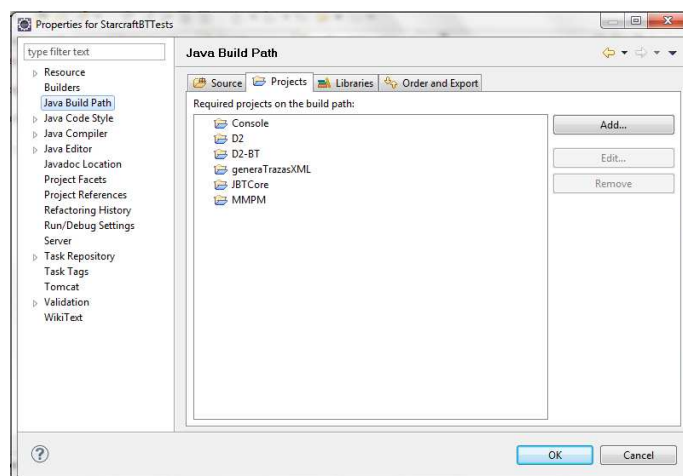 Properties for StarcraftBTTests
type filter text
Resource
Builders
Java Build Path
Java Code Style
Java Compiler
Java Editor
Javadoc Location
Project Facets
Project References
Refactoring History
Run/Debug Settings
Server
Task Repository
Task Tags
Tomcat
Validation
WikiText
Java Build Path
Source Projects Libraries Order and Export
Required projects on the build path:
Console
D2
D2-BT
generaTrazasXML
JBTCore
MMPM
Add...
Edit...
Remove
OK Cancel